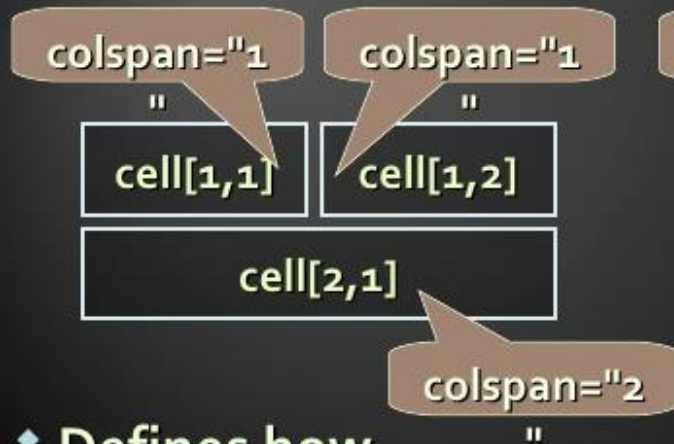 colspan="1 colspan="1
" "
cell[1,1] cell[1,2]
cell[2,1]
colspan="2
"
Defines how